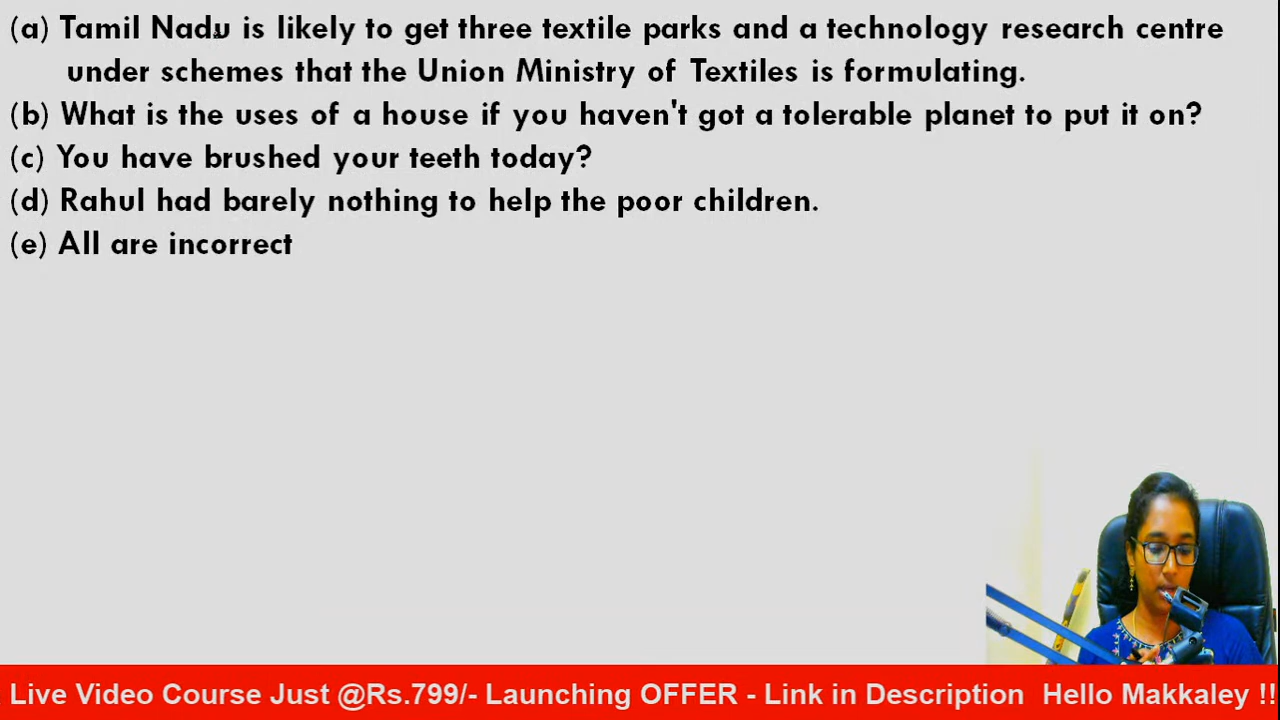 (a) Tamil Nadu is likely to get three textile parks and a technology research centre
under schemes that the Union Ministry of Textiles is formulating.
(b) What is the uses of a house if you haven't got a tolerable planet to put it on?
(c) You have brushed your teeth today?
(d) Rahul had barely nothing to help the poor children.
(e) All are incorrect
Live Video Course Just @Rs.799/- Launching OFFER - Link in Description Hello Makkaley !!